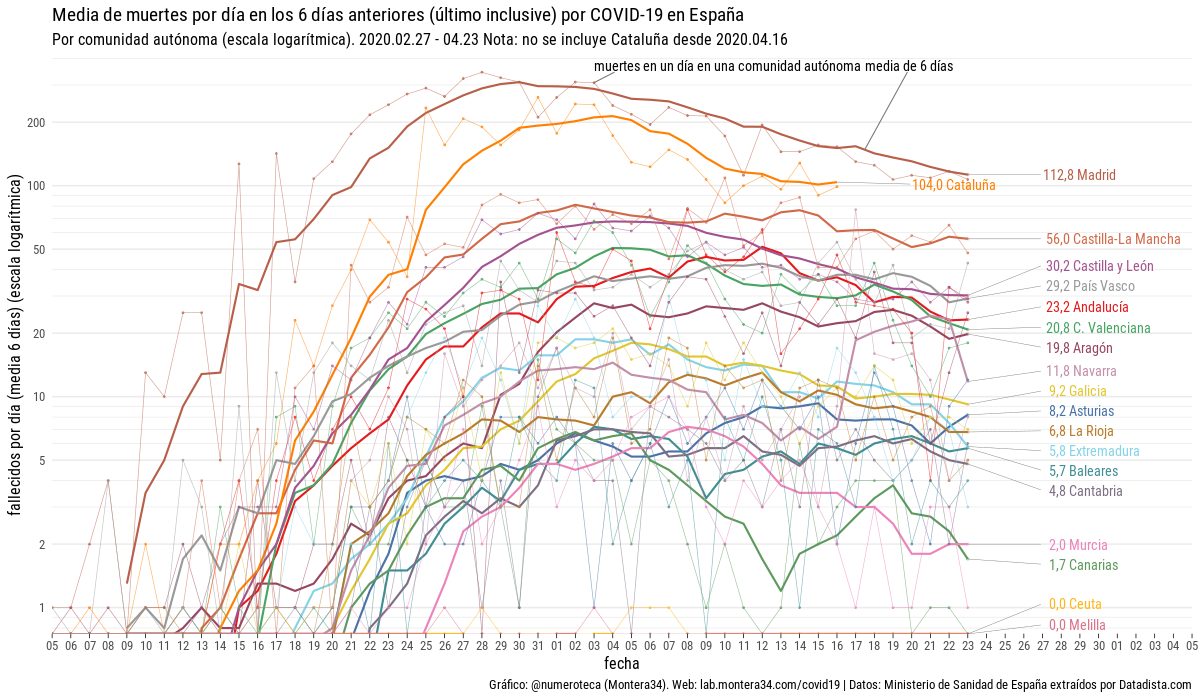 Media de muertes por día en los 6 días anteriores (último inclusive) por COVID-19 en España
Por comunidad autónoma (escala logarítmica). 2020.02.27 - 04.23 Nota: no se incluye Cataluña desde 2020.04.16
muertes en un día en una comunidad autónoma media de 6 días
fallecidos por día (media 6 días) (escala logarítmica)
200
100
50
20
10
5
2
1
112,8 Madrid
104,0 Cataluña
56,0 Castilla-La Mancha
30,2 Castilla y León
29,2 País Vasco
23,2 Andalucía
20,8 C. Valenciana
19,8 Aragón
11,8 Navarra
9,2 Galicia
8,2 Asturias
6,8 La Rioja
5,8 Extremadura
5,7 Baleares
4,8 Cantabria
2,0 Murcia
1,7 Canarias
0,0 Ceuta
0,0 Melilla
05 06 07 08 09 10 11 12 13 14 15 16 17 18 19 20 21 22 23 24 25 26 27 28 29 30 31 01 02 03 04 05 06 07 08 09 10 11 12 13 14 15 16 17 18 19 20 21 22 23 24 25 26 27 28 29 30 01 02 03 04 05
fecha
Gráfico: @numeroteca (Montera34). Web: lab.montera34.com/covid19 | Datos: Ministerio de Sanidad de España extraídos por Datadista.com